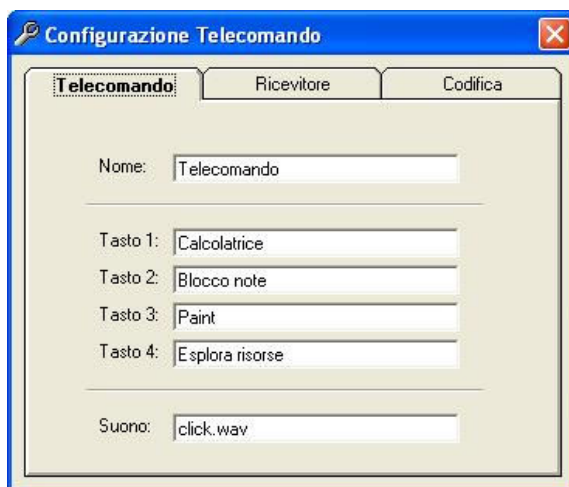 Configurazione Telecomando
Telecomando Ricevitore Codifica
Nome: Telecomando
Tasto 1: Calcolatrice
Tasto 2: Blocco note
Tasto 3: Paint
Tasto 4: Esplora risorse
Suono: click.wav